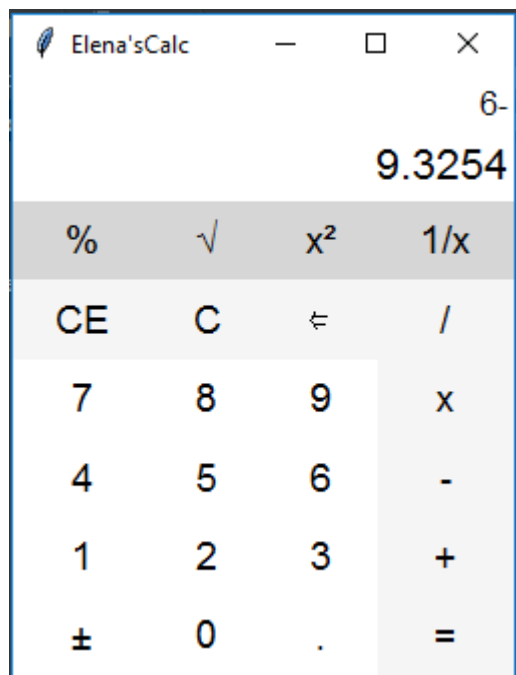 Elena'sCalc
6-
9.3254
% √ x² 1/x
CE C ⇐ /
7 8 9 x
4 5 6 -
1 2 3 +
± 0 . =